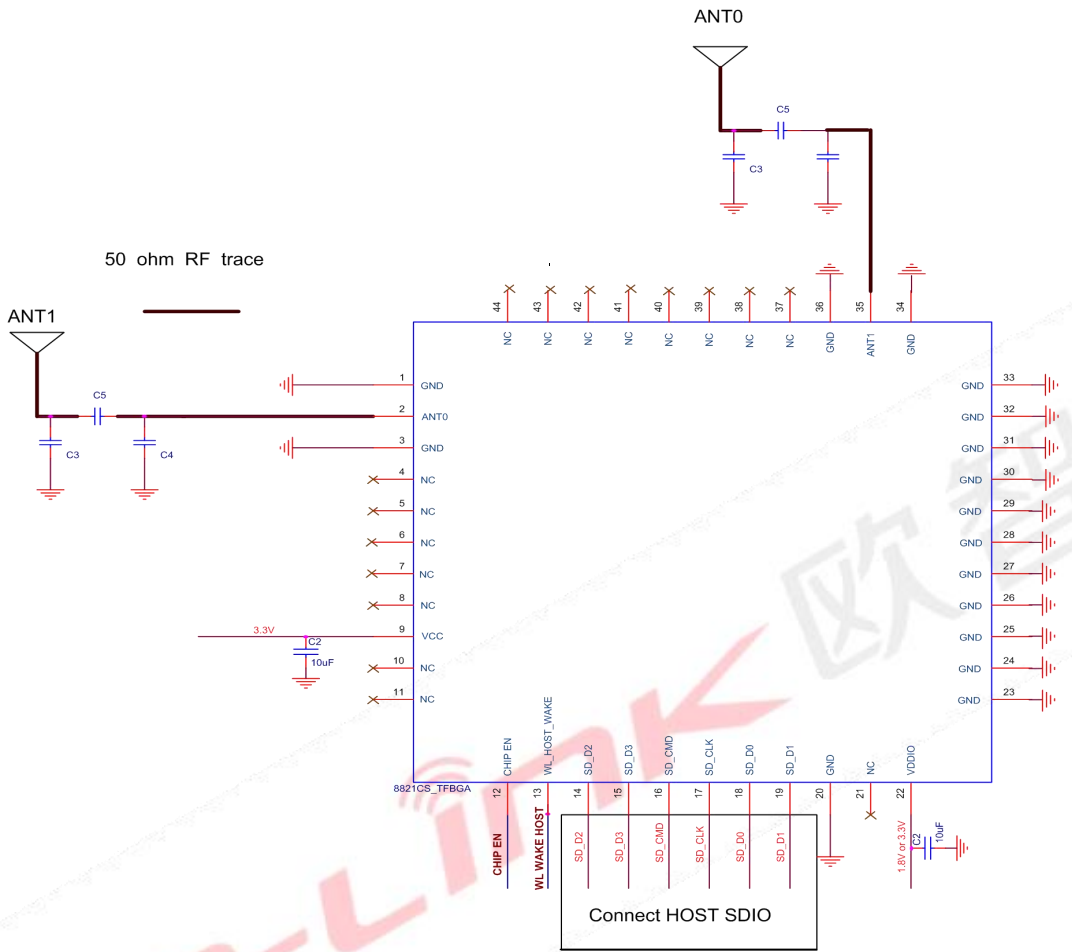 ANT0
C5
C3
50 ohm RF trace
ANT1
C5
C3
C4
44 43 42 41 40 39 38 37 36 35 34
NC NC NC NC NC NC NC NC GND ANT1 GND
1 GND
2 ANT0
3 GND
4 NC
5 NC
6 NC
7 NC
8 NC
3.3V
9 VCC
C2
10uF
10 NC
11 NC
GND 33
GND 32
GND 31
GND 30
GND 29
GND 28
GND 27
GND 26
GND 25
GND 24
GND 23
CHIP EN WL_HOST_WAKE SD_D2 SD_D3 SD_CMD SD_CLK SD_D0 SD_D1 GND NC VDDIO
8821CS_TFBGA
12 13 14 15 16 17 18 19 20 21 22
CHIP EN
WL WAKE HOST
SD_D2 SD_D3 SD_CMD SD_CLK SD_D0 SD_D1
1.8V or 3.3V
C2
10uF
Connect HOST SDIO
LINK
欧智